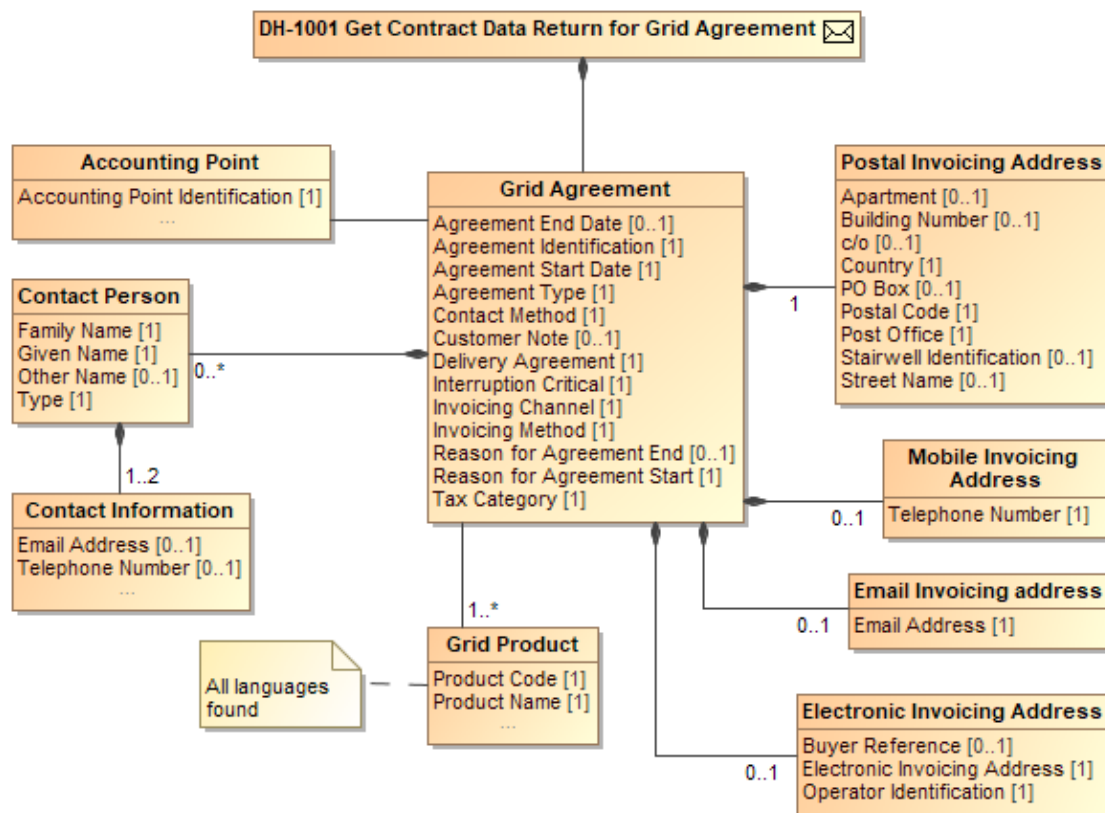 DH-1001 Get Contract Data Return for Grid Agreement
Accounting Point
Accounting Point Identification [1]
...
Contact Person
Family Name [1]
Given Name [1]
Other Name [0..1]
Type [1]
0..*
1..2
Contact Information
Email Address [0..1]
Telephone Number [0..1]
...
Grid Agreement
Agreement End Date [0..1]
Agreement Identification [1]
Agreement Start Date [1]
Agreement Type [1]
Contact Method [1]
Customer Note [0..1]
Delivery Agreement [1]
Interruption Critical [1]
Invoicing Channel [1]
Invoicing Method [1]
Reason for Agreement End [0..1]
Reason for Agreement Start [1]
Tax Category [1]
1..*
Grid Product
Product Code [1]
Product Name [1]
...
All languages
found
Postal Invoicing Address
Apartment [0..1]
Building Number [0..1]
c/o [0..1]
Country [1]
PO Box [0..1]
Postal Code [1]
Post Office [1]
Stairwell Identification [0..1]
Street Name [0..1]
1
Mobile Invoicing
Address
Telephone Number [1]
0..1
Email Invoicing address
Email Address [1]
0..1
Electronic Invoicing Address
Buyer Reference [0..1]
Electronic Invoicing Address [1]
Operator Identification [1]
0..1